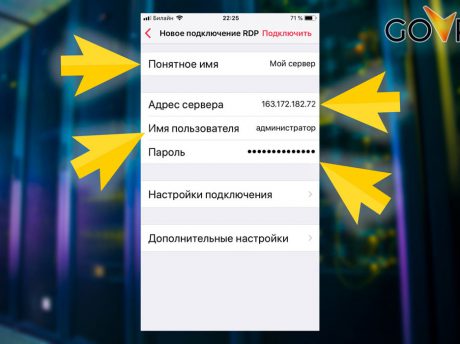 GOVP
Билайн 22:25 71 %
Новое подключение RDP Подключить
Понятное имя Мой сервер
Адрес сервера 163.172.182.72
Имя пользователя администратор
Пароль ••••••••••••••
Настройки подключения
Дополнительные настройки